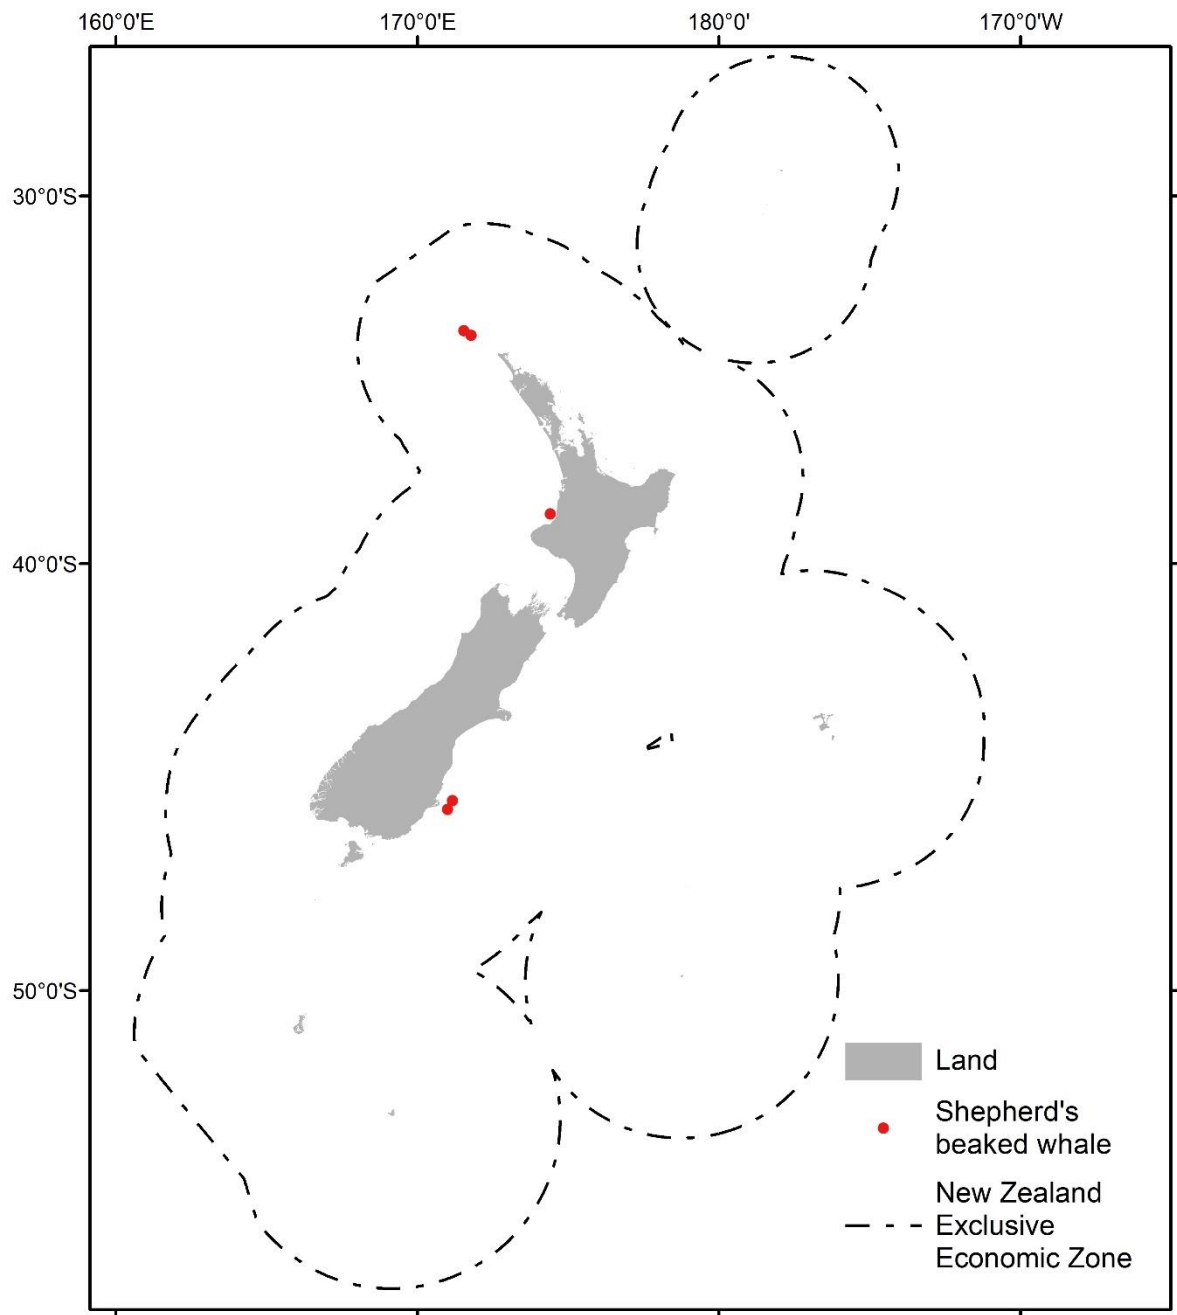 160°0'E
170°0'E
180°0'
170°0'W
30°0'S
40°0'S
50°0'S
Land
Shepherd's
beaked whale
New Zealand
Exclusive
Economic Zone